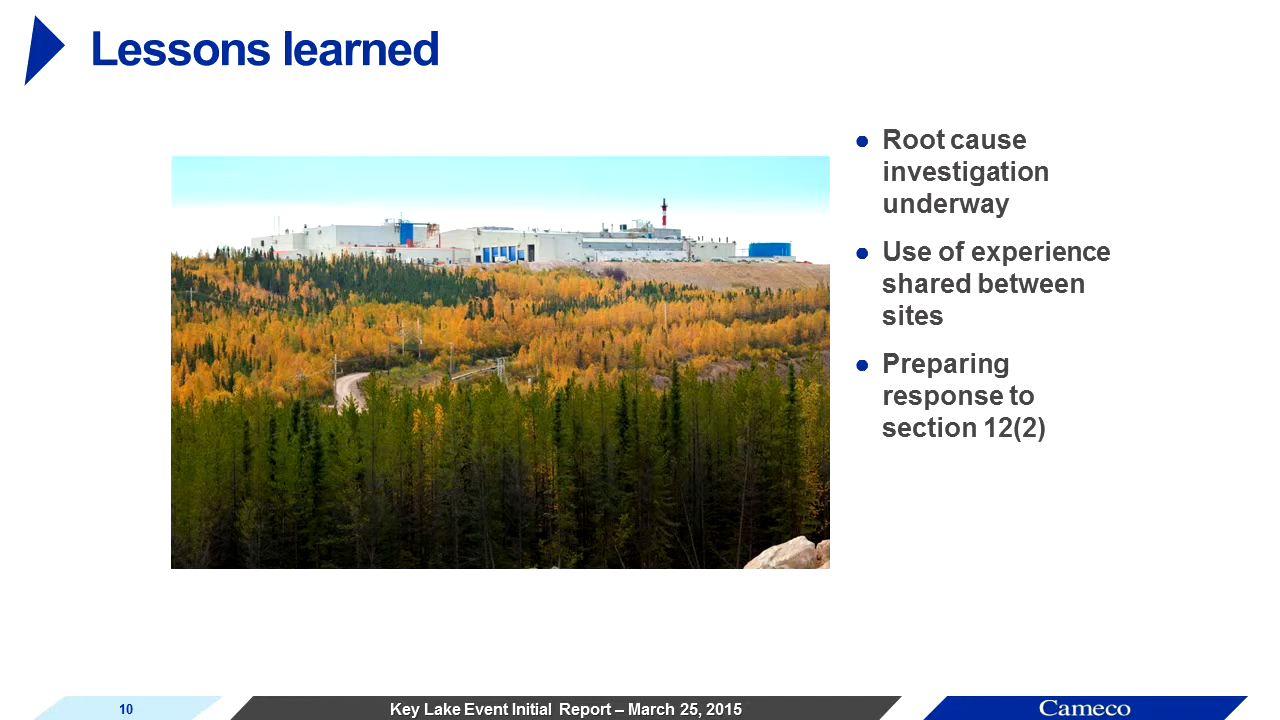 Lessons learned
● Root cause
investigation
underway
● Use of experience
shared between
sites
● Preparing
response to
section 12(2)
10
Key Lake Event Initial Report – March 25, 2015
Cameco